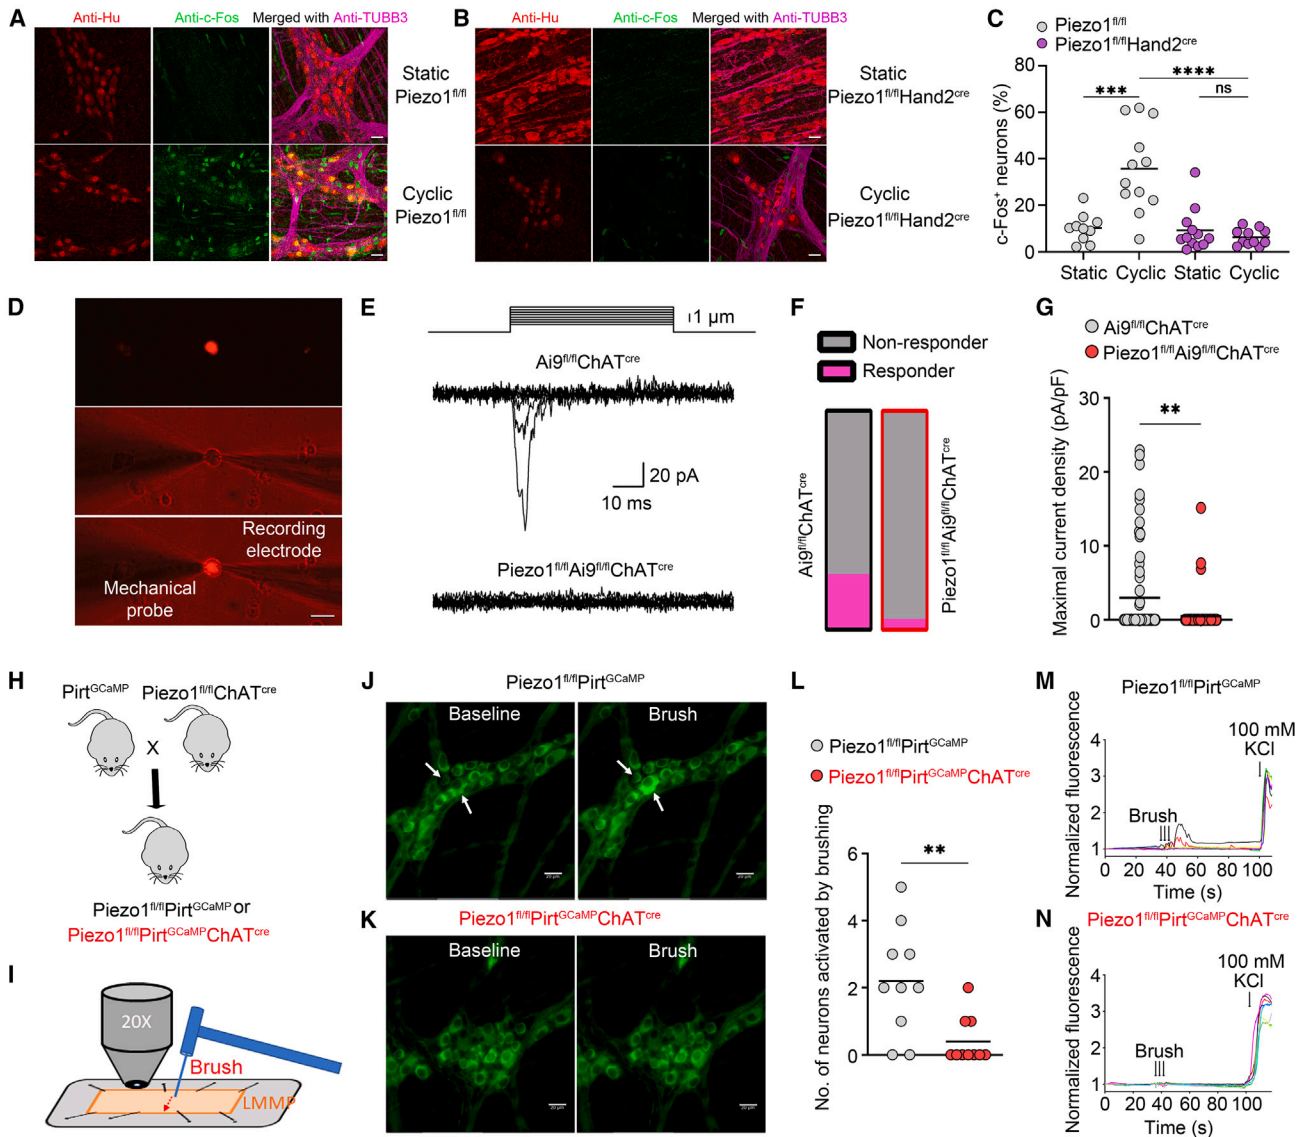 A
Anti-Hu
Anti-c-Fos
Merged with Anti-TUBB3
Static
Piezo1fl/fl
Cyclic
Piezo1fl/fl
B
Anti-Hu
Anti-c-Fos
Merged with Anti-TUBB3
Static
Piezo1fl/flHand2cre
Cyclic
Piezo1fl/flHand2cre
C
Piezo1fl/fl
Piezo1fl/flHand2cre
c-Fos+ neurons (%)
80
60
40
20
0
***
****
ns
Static
Cyclic
Static
Cyclic
D
Recording
electrode
Mechanical
probe
E
1 μm
Ai9fl/flChATcre
20 pA
10 ms
Piezo1fl/flAi9fl/flChATcre
F
Non-responder
Responder
Ai9fl/flChATcre
Piezo1fl/flAi9fl/flChATcre
G
Ai9fl/flChATcre
Piezo1fl/flAi9fl/flChATcre
Maximal current density (pA/pF)
30
20
10
0
**
H
PirtGCaMP
Piezo1fl/flChATcre
X
Piezo1fl/flPirtGCaMP or
Piezo1fl/flPirtGCaMPChATcre
I
20X
Brush
LMMP
J
Piezo1fl/flPirtGCaMP
Baseline
Brush
20 μm
20 μm
K
Piezo1fl/flPirtGCaMPChATcre
Baseline
Brush
20 μm
20 μm
L
Piezo1fl/flPirtGCaMP
Piezo1fl/flPirtGCaMPChATcre
No. of neurons activated by brushing
6
4
2
0
**
M
Piezo1fl/flPirtGCaMP
Normalized fluorescence
4
3
2
1
100 mM
KCl
Brush
0 20 40 60 80 100
Time (s)
N
Piezo1fl/flPirtGCaMPChATcre
Normalized fluorescence
4
3
2
1
100 mM
KCl
Brush
0 20 40 60 80 100
Time (s)